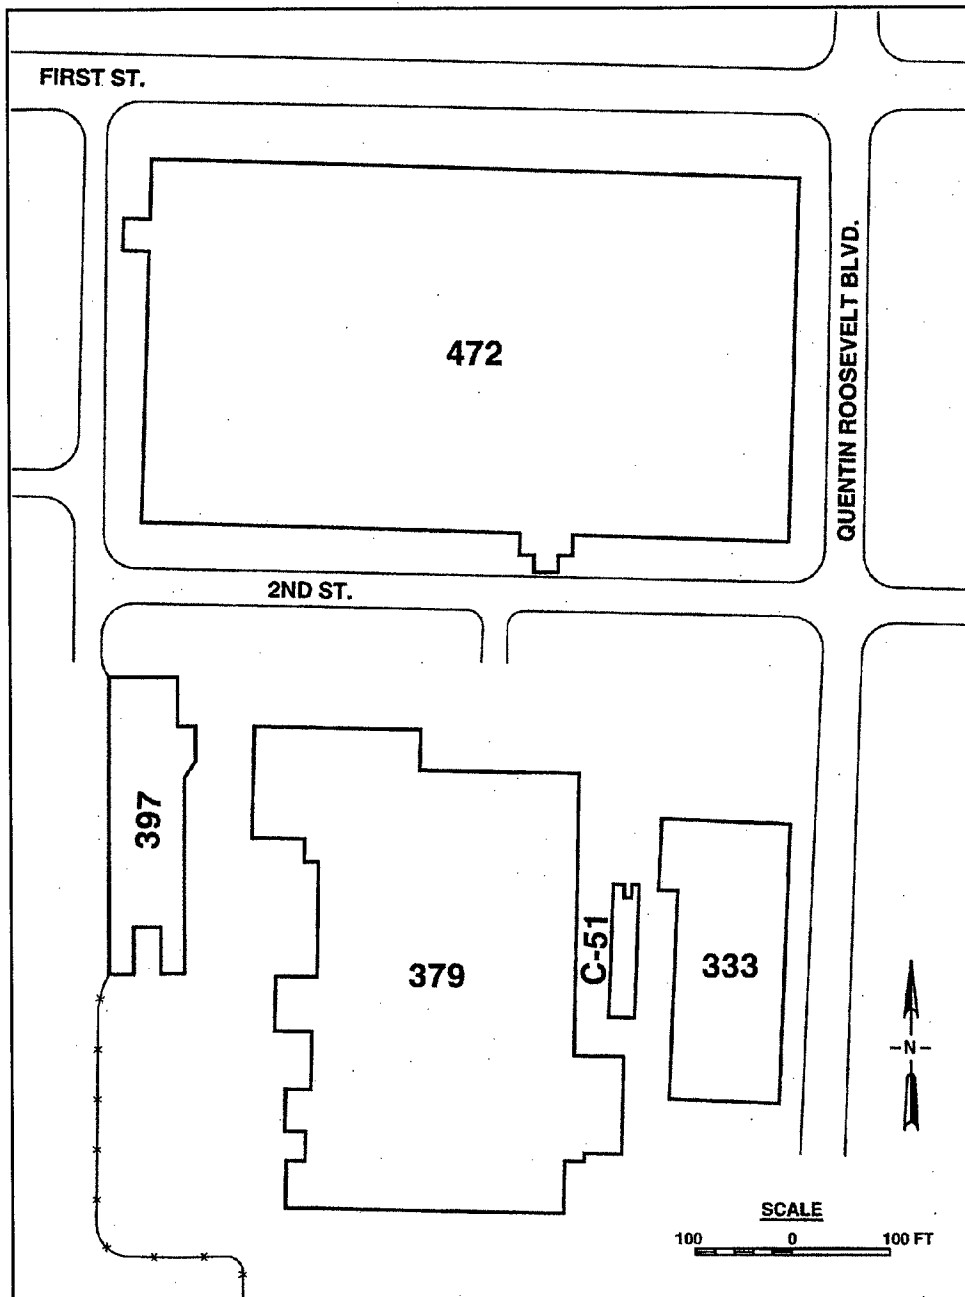 FIRST ST.
472
QUENTIN ROOSEVELT BLVD.
2ND ST.
397
379
C-51
333
-N-
SCALE
100 0 100 FT